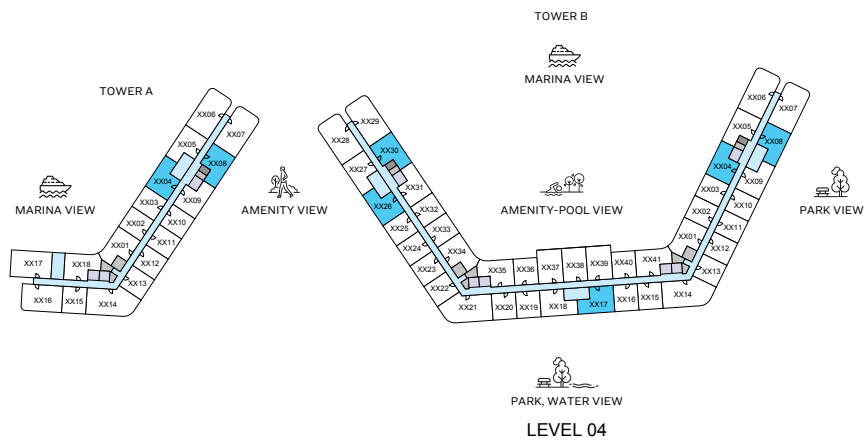 TOWER B
MARINA VIEW
TOWER A
XX06
XX07
XX05
XX04
XX08
XX03
XX09
XX02
XX10
XX01
XX11
XX12
XX13
XX17
XX18
XX16
XX15
XX14
MARINA VIEW
AMENITY VIEW
XX29
XX28
XX30
XX27
XX31
XX26
XX32
XX25
XX33
XX24
XX34
XX23
XX22
XX21
XX35
XX36
XX37
XX38
XX39
XX40
XX41
XX20
XX19
XX18
XX17
XX16
XX15
XX14
XX06
XX07
XX05
XX08
XX04
XX09
XX03
XX10
XX02
XX11
XX01
XX12
XX13
AMENITY-POOL VIEW
PARK VIEW
PARK, WATER VIEW
LEVEL 04